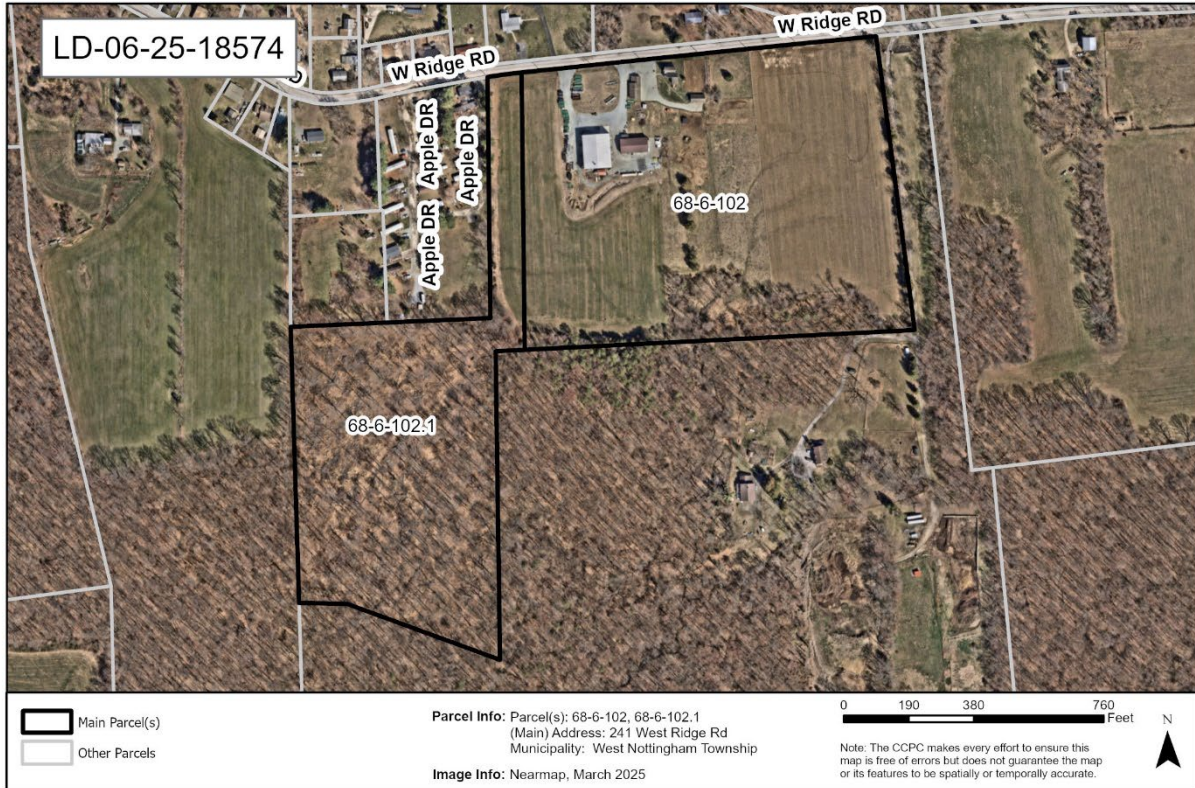 LD-06-25-18574
W Ridge RD
W Ridge RD
Apple DR
Apple DR
Apple DR
68-6-102
68-6-102.1
Main Parcel(s)
Other Parcels
Parcel Info: Parcel(s): 68-6-102, 68-6-102.1
(Main) Address: 241 West Ridge Rd
Municipality: West Nottingham Township
Image Info: Nearmap, March 2025
0 190 380 760
Feet
N
Note: The CCPC makes every effort to ensure this
map is free of errors but does not guarantee the map
or its features to be spatially or temporally accurate.